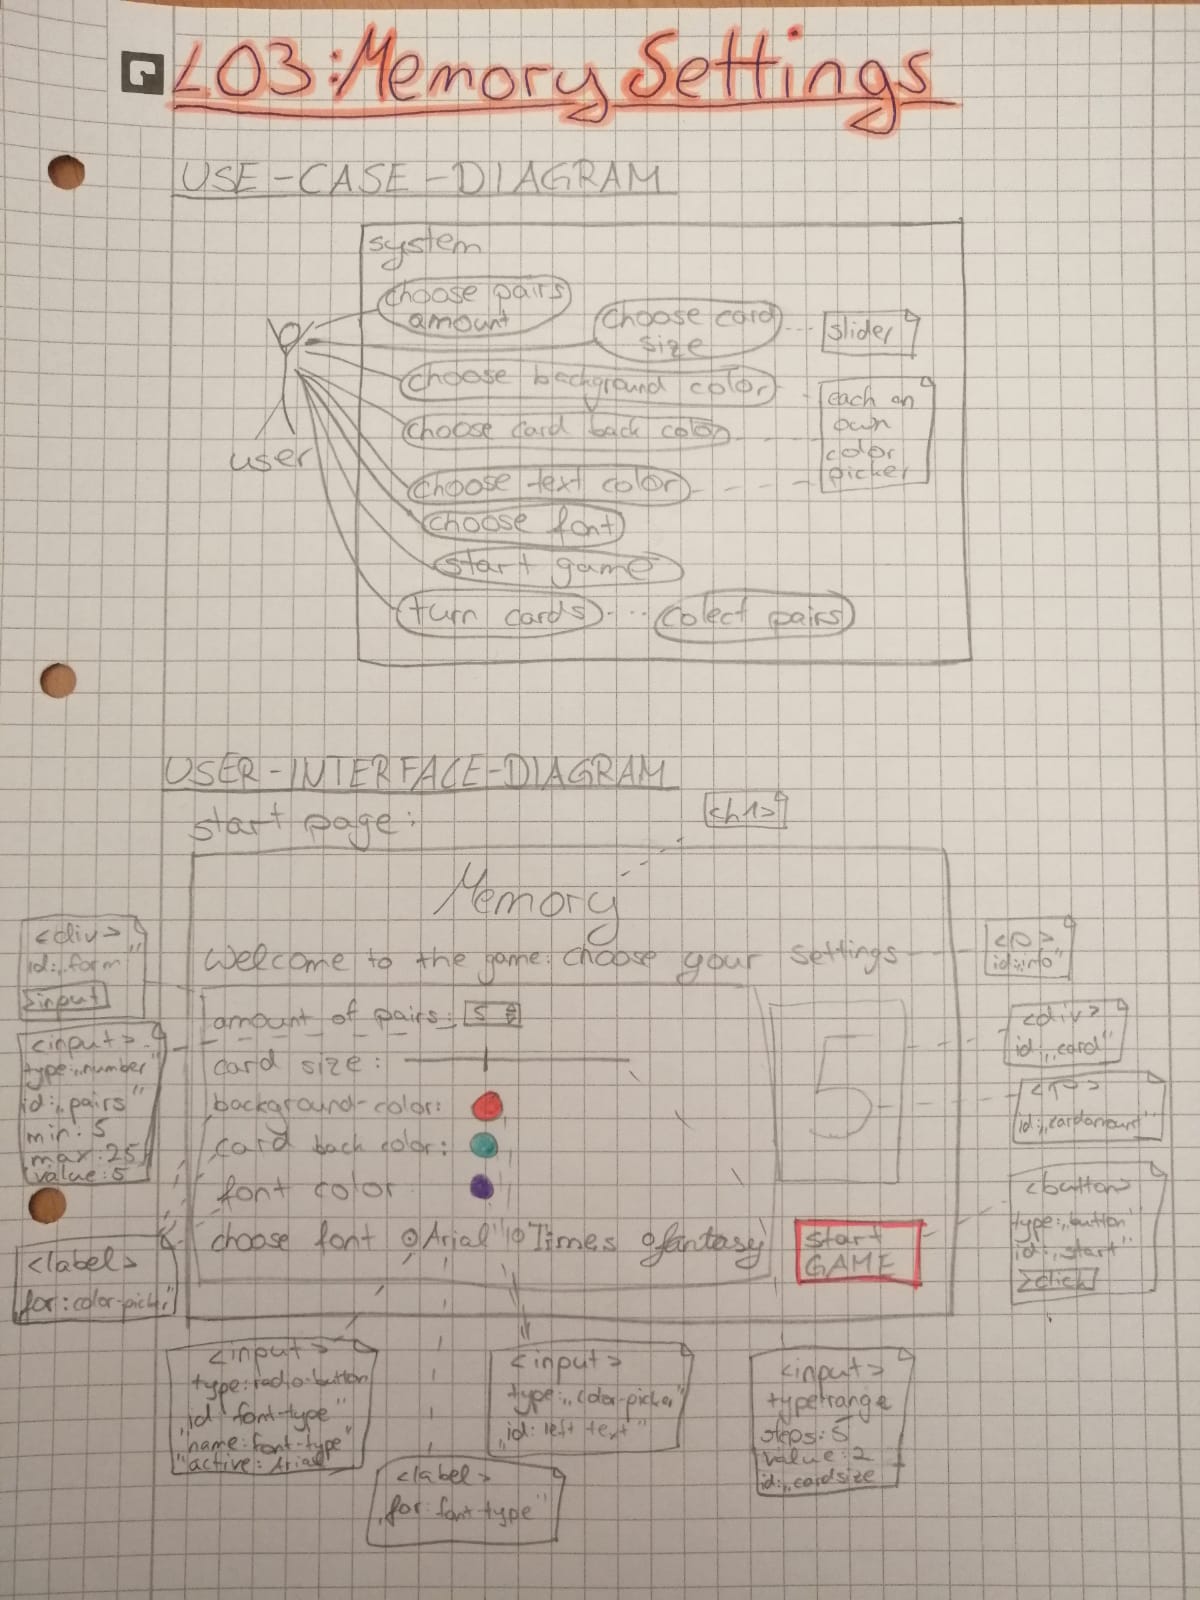 L03: Memory Settings
USE-CASE-DIAGRAM
system
choose pairs
amount
choose card
size
slider
choose background color
each an
own
color
picker
choose card back color
user
choose text color
choose font
start game
turn cards
colect pairs
USER-INTERFACE-DIAGRAM
start page:
<h1>
Memory
Welcome to the game: choose your settings
<p>
id: info"
<div>
id: „form"
>input
amount of pairs: 5
card size:
background-color:
card back color:
font color
choose font Arial Times fantasy
5
start
GAME
<div>
id: „card"
id: „cardamount"
<input>
type: „number"
id: „pairs"
min: 5
max: 25
value: 5
<button>
type: „button"
id: „start"
>click
<label>
for: color-pick."
<input>
type: radio-button
„id font-type"
"name: font-type"
"active: Arial"
<label>
for: font-type"
<input>
type: „color-picker"
id: left text"
<input>
type: range
steps: 5
value: 2
id: „cardsize